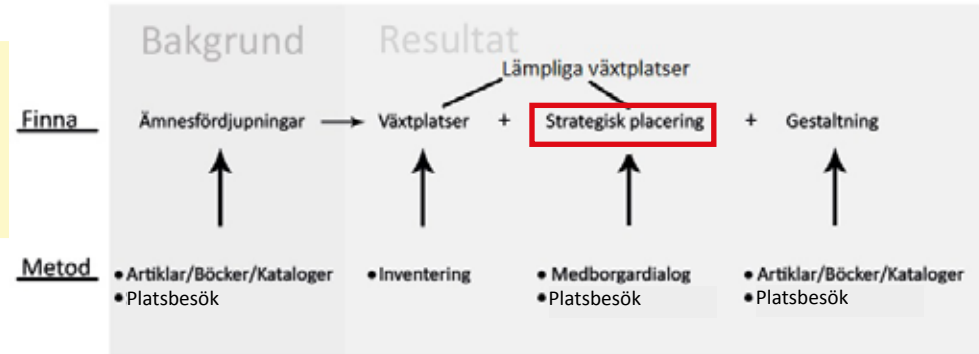 Bakgrund Resultat
Lämpliga växtplatser
Finna Ämnesfördjupningar Växtplatser + Strategisk placering + Gestaltning
Metod • Artiklar/Böcker/Kataloger • Inventering • Medborgardialog • Artiklar/Böcker/Kataloger
• Platsbesök • Platsbesök • Platsbesök